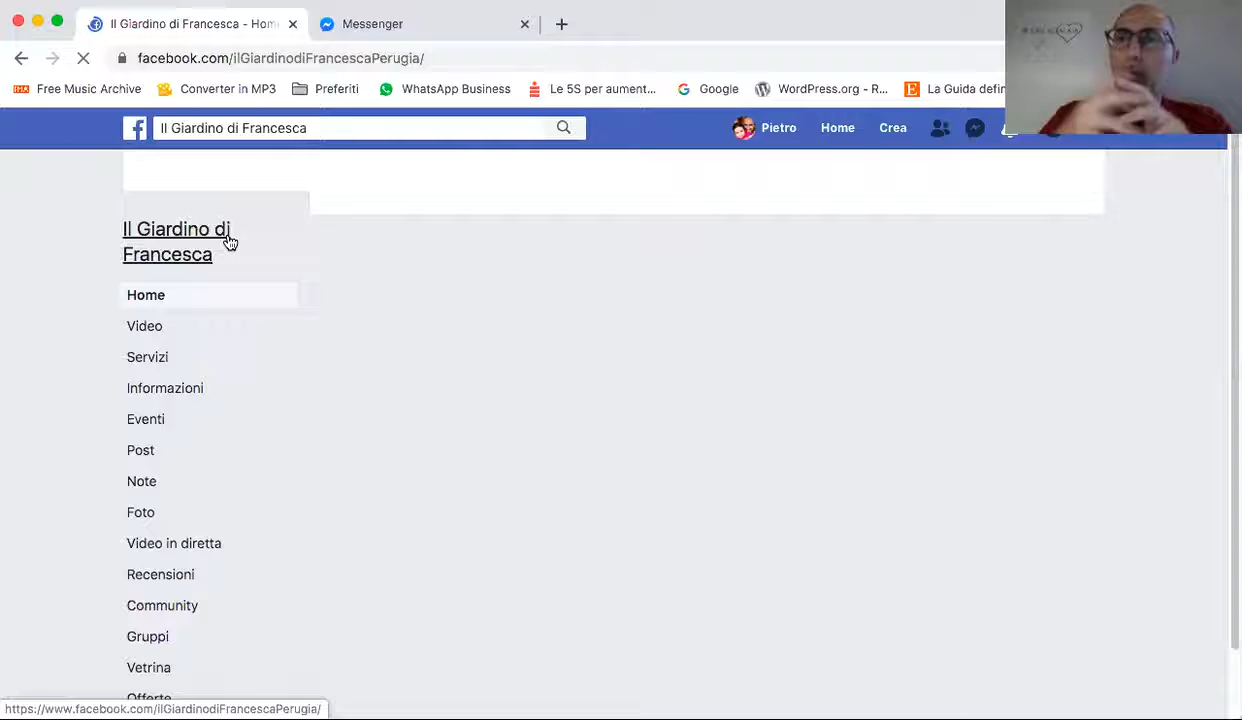 Il Giardino di Francesca - Hom
Messenger
facebook.com/ilGiardinodiFrancescaPerugia/
Free Music Archive
Converter in MP3
Preferiti
WhatsApp Business
Le 5S per aument...
Google
WordPress.org - R...
La Guida defin
Il Giardino di Francesca
Pietro
Home
Crea
Il Giardino di
Francesca
Home
Video
Servizi
Informazioni
Eventi
Post
Note
Foto
Video in diretta
Recensioni
Community
Gruppi
Vetrina
Offerte
https://www.facebook.com/ilGiardinodiFrancescaPerugia/